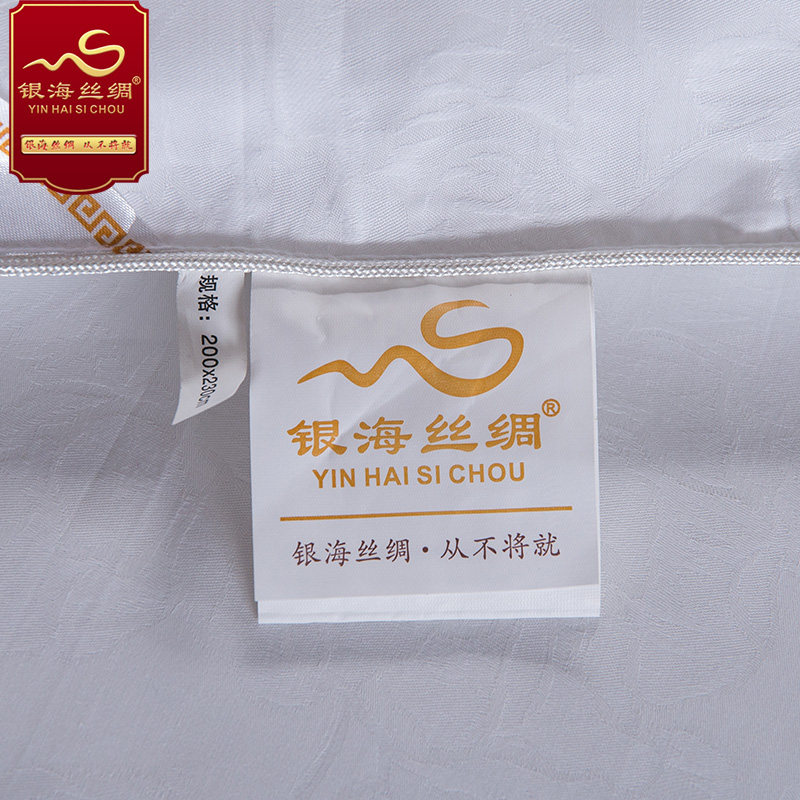 银海丝绸®
YIN HAI SI CHOU
银海丝绸 从不将就
规格：200x230cm
银海丝绸®
YIN HAI SI CHOU
银海丝绸·从不将就